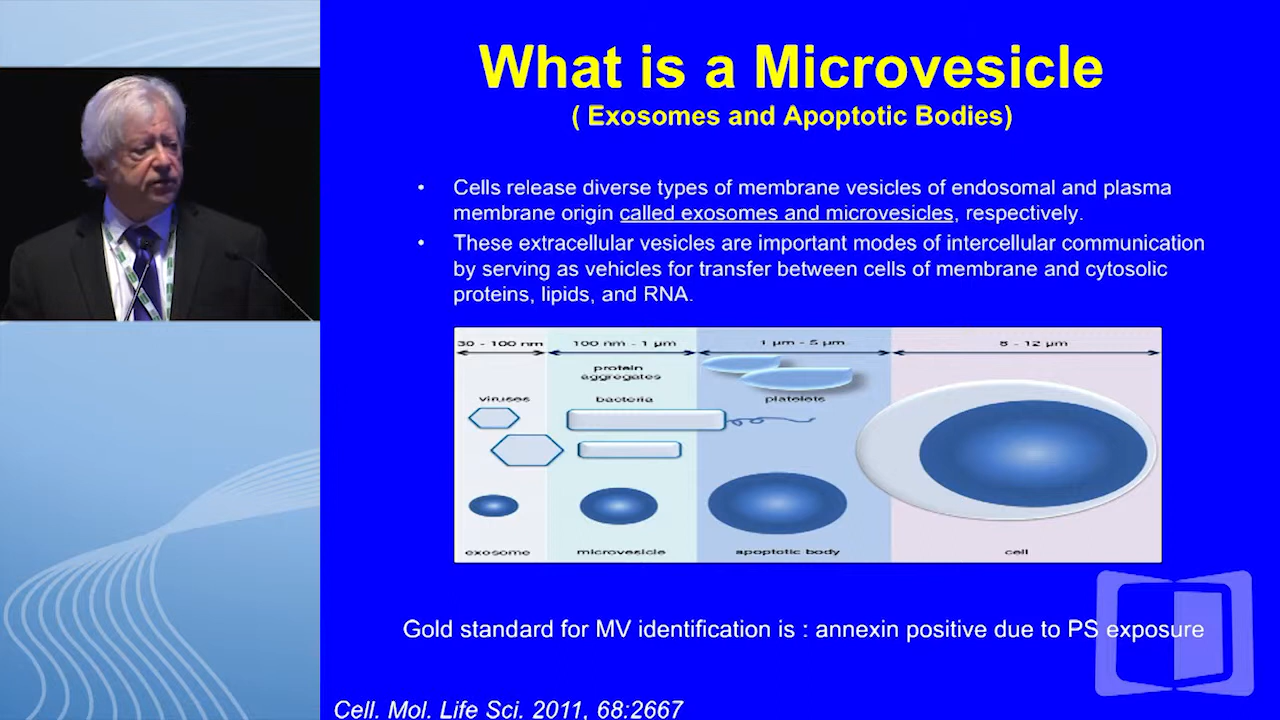 What is a Microvesicle
( Exosomes and Apoptotic Bodies)
• Cells release diverse types of membrane vesicles of endosomal and plasma
membrane origin called exosomes and microvesicles, respectively.
• These extracellular vesicles are important modes of intercellular communication
by serving as vehicles for transfer between cells of membrane and cytosolic
proteins, lipids, and RNA.
30 - 100 nm 100 nm - 1 µm 1 µm - 5 µm 8 - 12 µm
protein
aggregates
viruses bacteria platelets
exosome microvesicle apoptotic body cell
Gold standard for MV identification is : annexin positive due to PS exposure
Cell. Mol. Life Sci. 2011, 68:2667